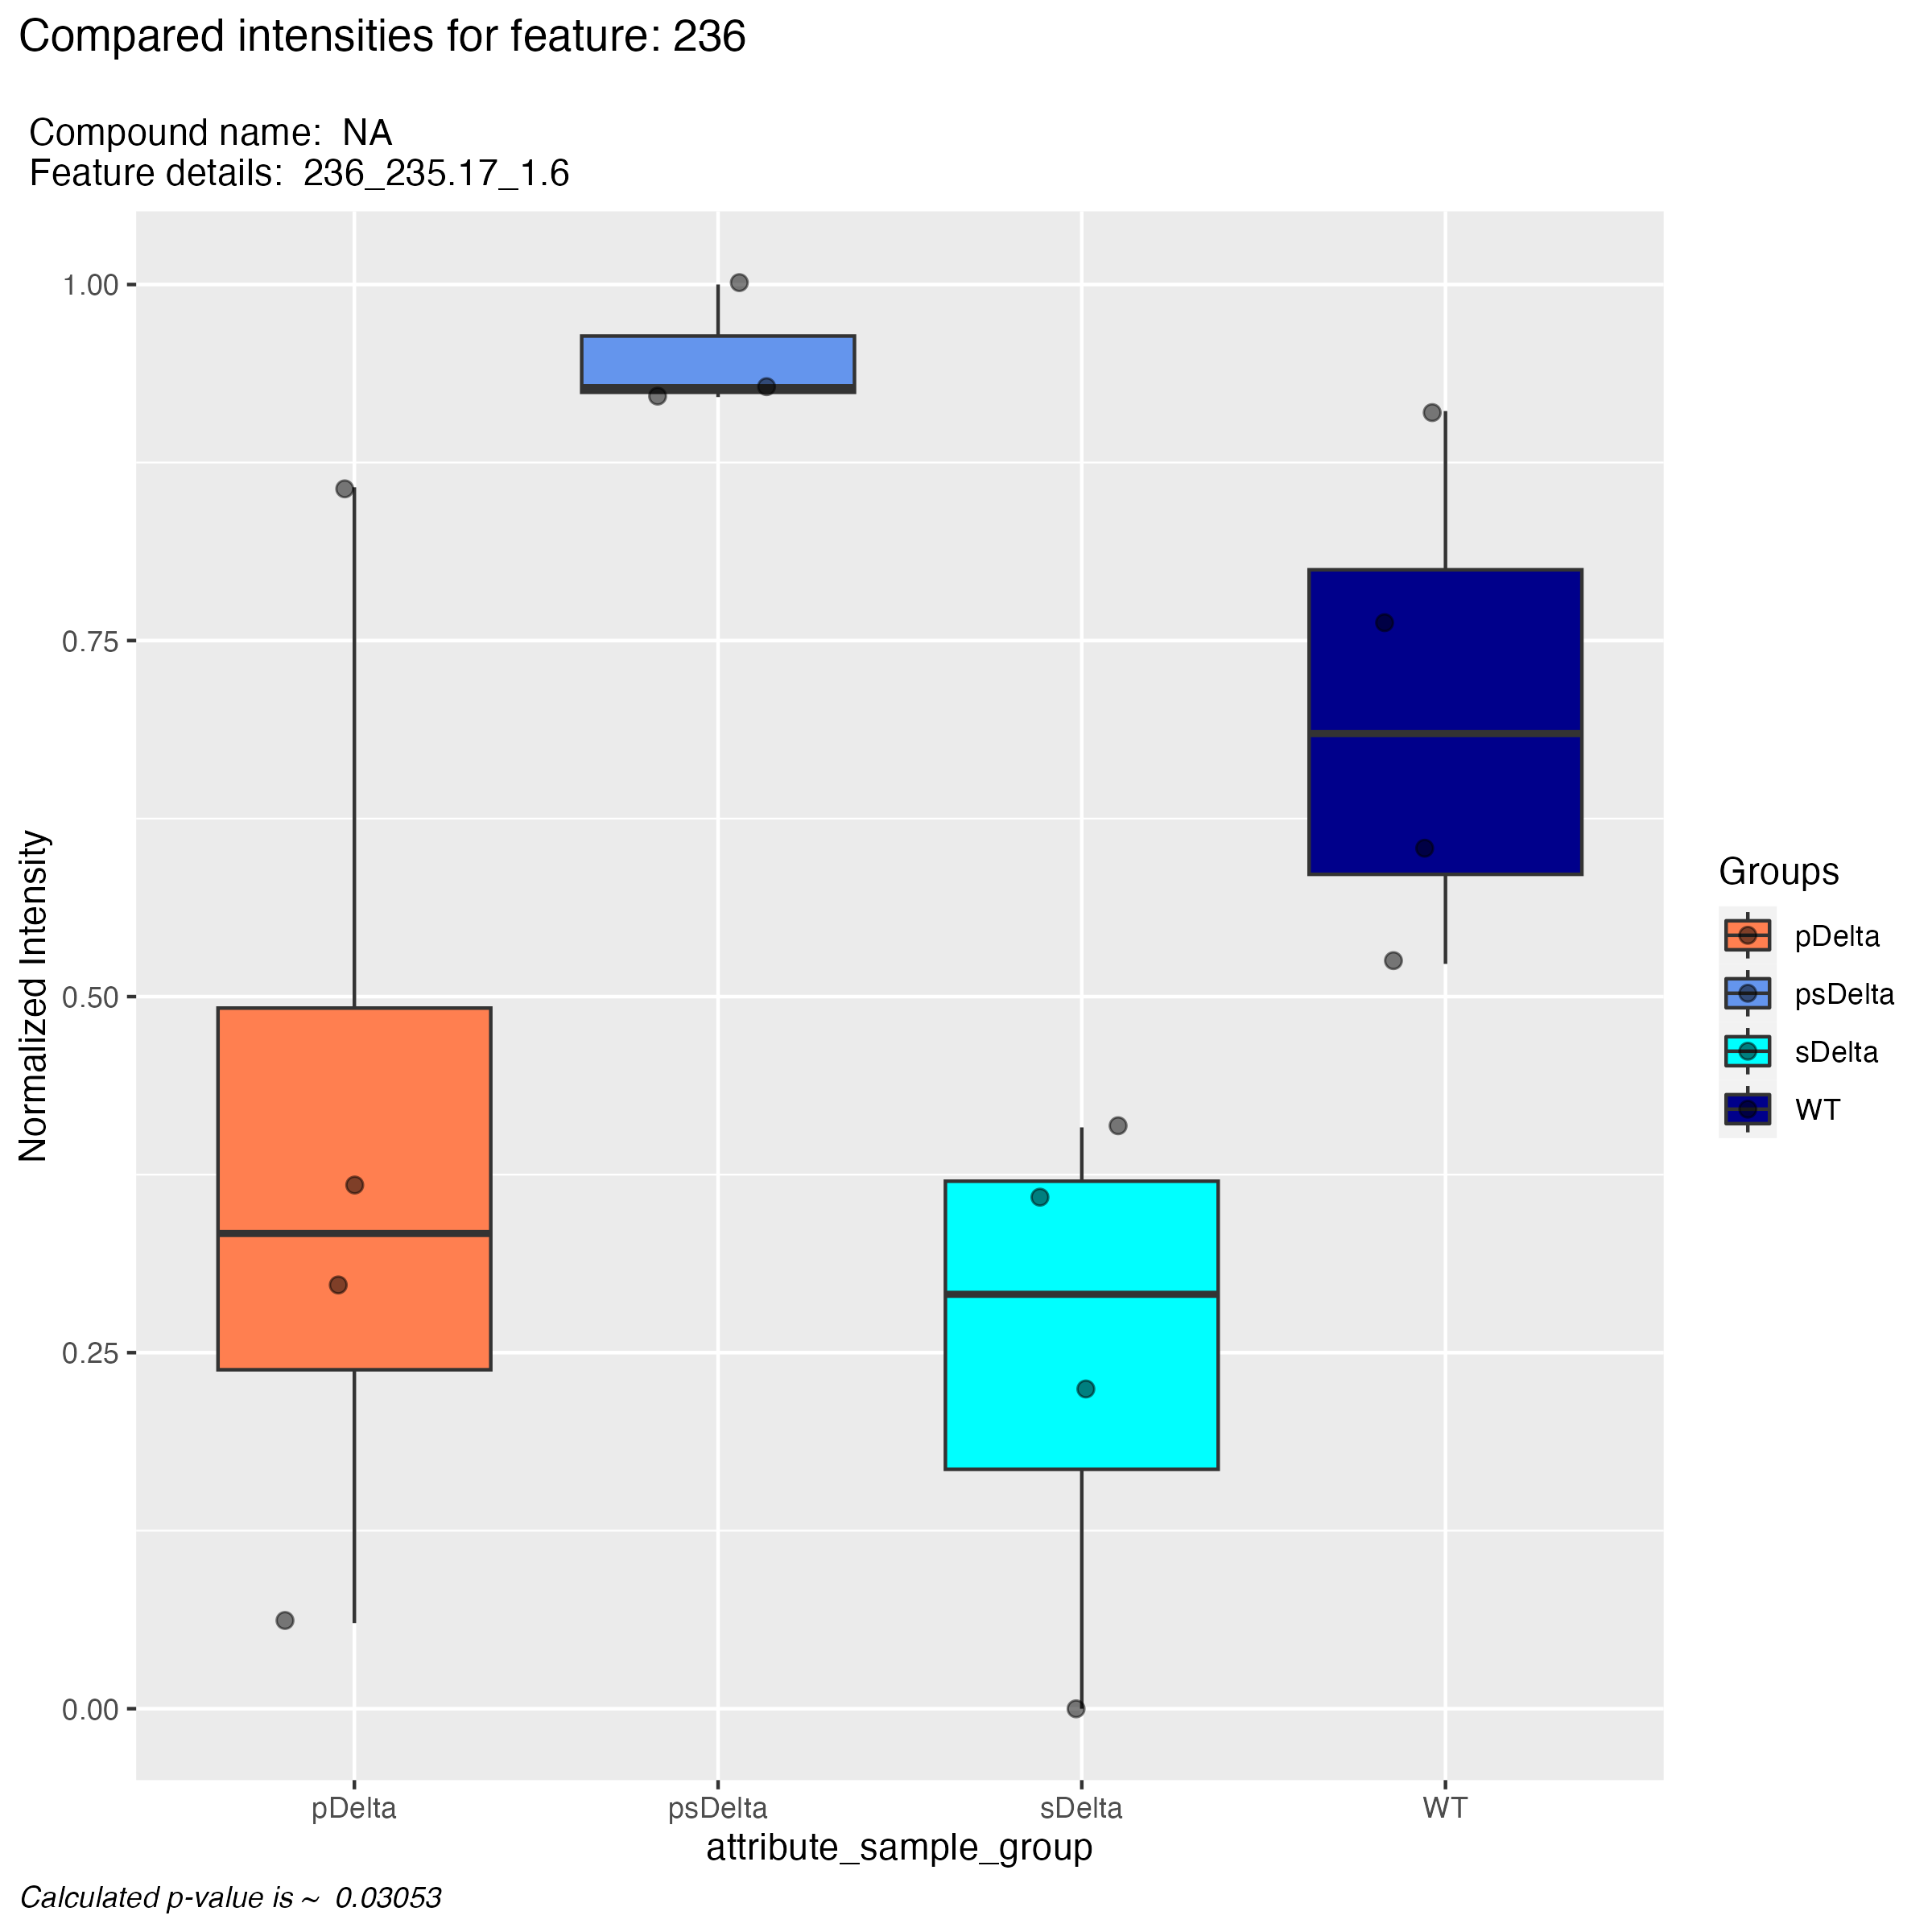 Compared intensities for feature: 236
Compound name: NA
Feature details: 236_235.17_1.6
Normalized Intensity
1.00
0.75
0.50
0.25
0.00
pDelta
psDelta
sDelta
WT
attribute_sample_group
Groups
pDelta
psDelta
sDelta
WT
Calculated p-value is ~ 0.03053